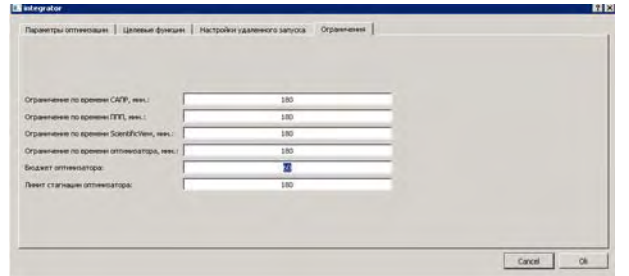 integrator
Параметры оптимизации Целевые функции Настройки удаленного запуска Ограничения
Ограничение по времени САПР, мин.: 180
Ограничение по времени ППП, мин.: 180
Ограничение по времени ScientificView, мин.: 180
Ограничение по времени оптимизатора, мин.: 180
Бюджет оптимизатора:
Лимит стагнации оптимизатора: 180
Cancel Ok